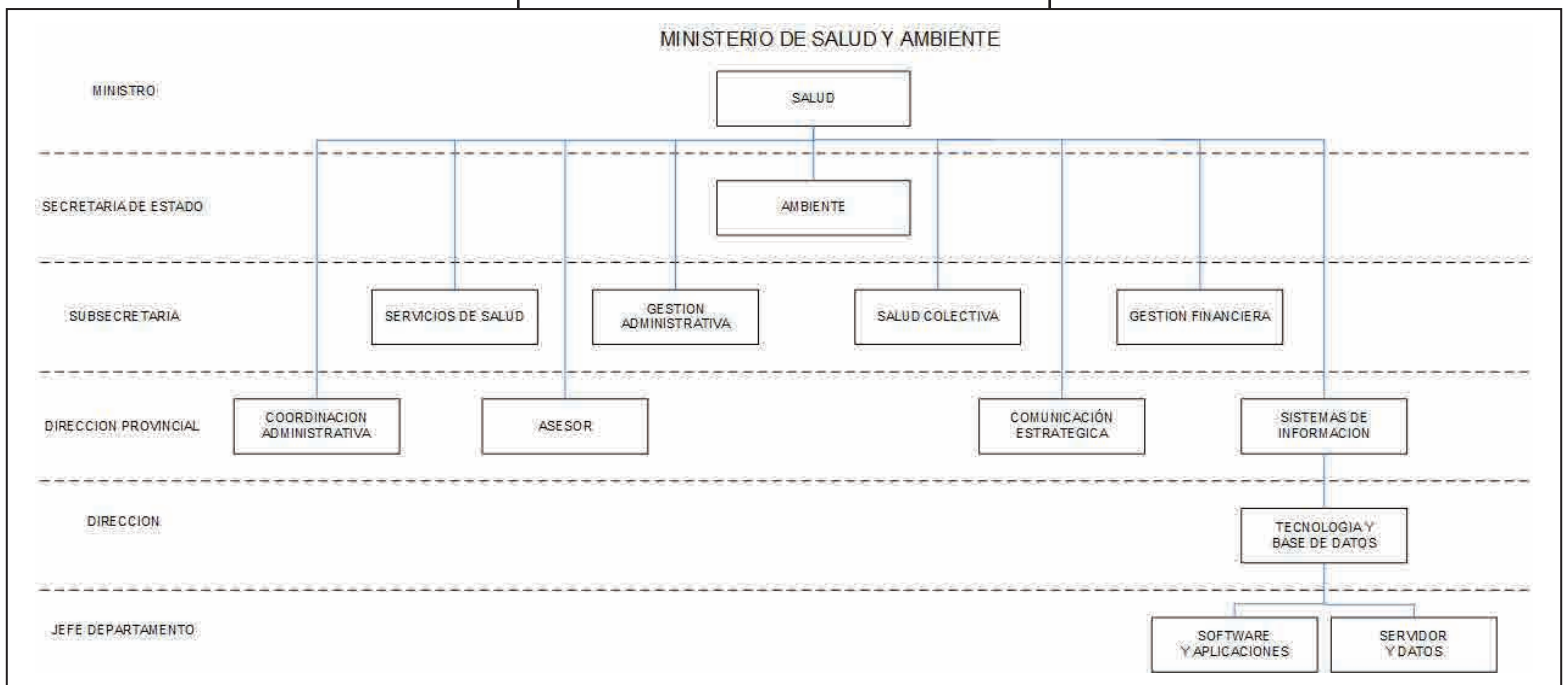 MINISTERIO DE SALUD Y AMBIENTE
MINISTRO
SALUD
SECRETARIA DE ESTADO
AMBIENTE
SUBSECRETARIA
SERVICIOS DE SALUD
GESTION
ADMINISTRATIVA
SALUD COLECTIVA
GESTION FINANCIERA
DIRECCION PROVINCIAL
COORDINACION
ADMINISTRATIVA
ASESOR
COMUNICACIÓN
ESTRATEGICA
SISTEMAS DE
INFORMACION
DIRECCION
TECNOLOGIA Y
BASE DE DATOS
JEFE DEPARTAMENTO
SOFTWARE
Y APLICACIONES
SERVIDOR
Y DATOS